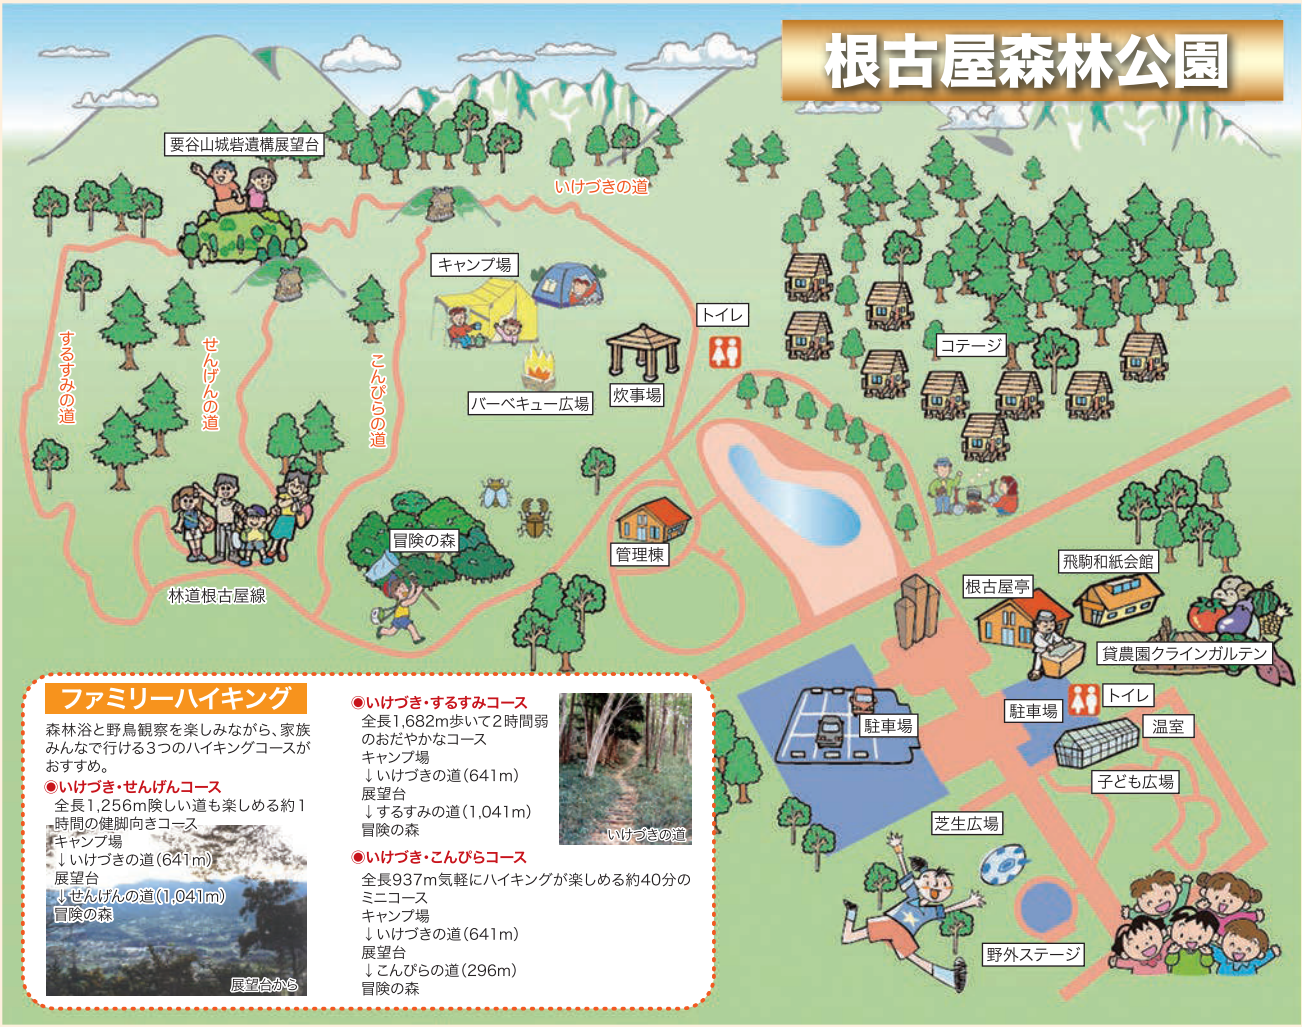 根古屋森林公園
要谷山城砦遺構展望台
いけづきの道
キャンプ場
トイレ
コテージ
するすみの道
せんげんの道
こんぴらの道
バーベキュー広場
炊事場
冒険の森
管理棟
林道根古屋線
飛駒和紙会館
根古屋亭
貸農園クラインガルテン
駐車場
駐車場
トイレ
温室
子ども広場
芝生広場
野外ステージ
ファミリーハイキング
森林浴と野鳥観察を楽しみながら、家族
みんなで行ける3つのハイキングコースが
おすすめ。
◉いけづき・せんげんコース
全長1,256m険しい道も楽しめる約1
時間の健脚向きコース
キャンプ場
↓いけづきの道(641m)
展望台
↓せんげんの道(1,041m)
冒険の森
展望台から
◉いけづき・するすみコース
全長1,682m歩いて2時間弱
のおだやかなコース
キャンプ場
↓いけづきの道(641m)
展望台
↓するすみの道(1,041m)
冒険の森
いけづきの道
◉いけづき・こんぴらコース
全長937m気軽にハイキングが楽しめる約40分の
ミニコース
キャンプ場
↓いけづきの道(641m)
展望台
↓こんぴらの道(296m)
冒険の森